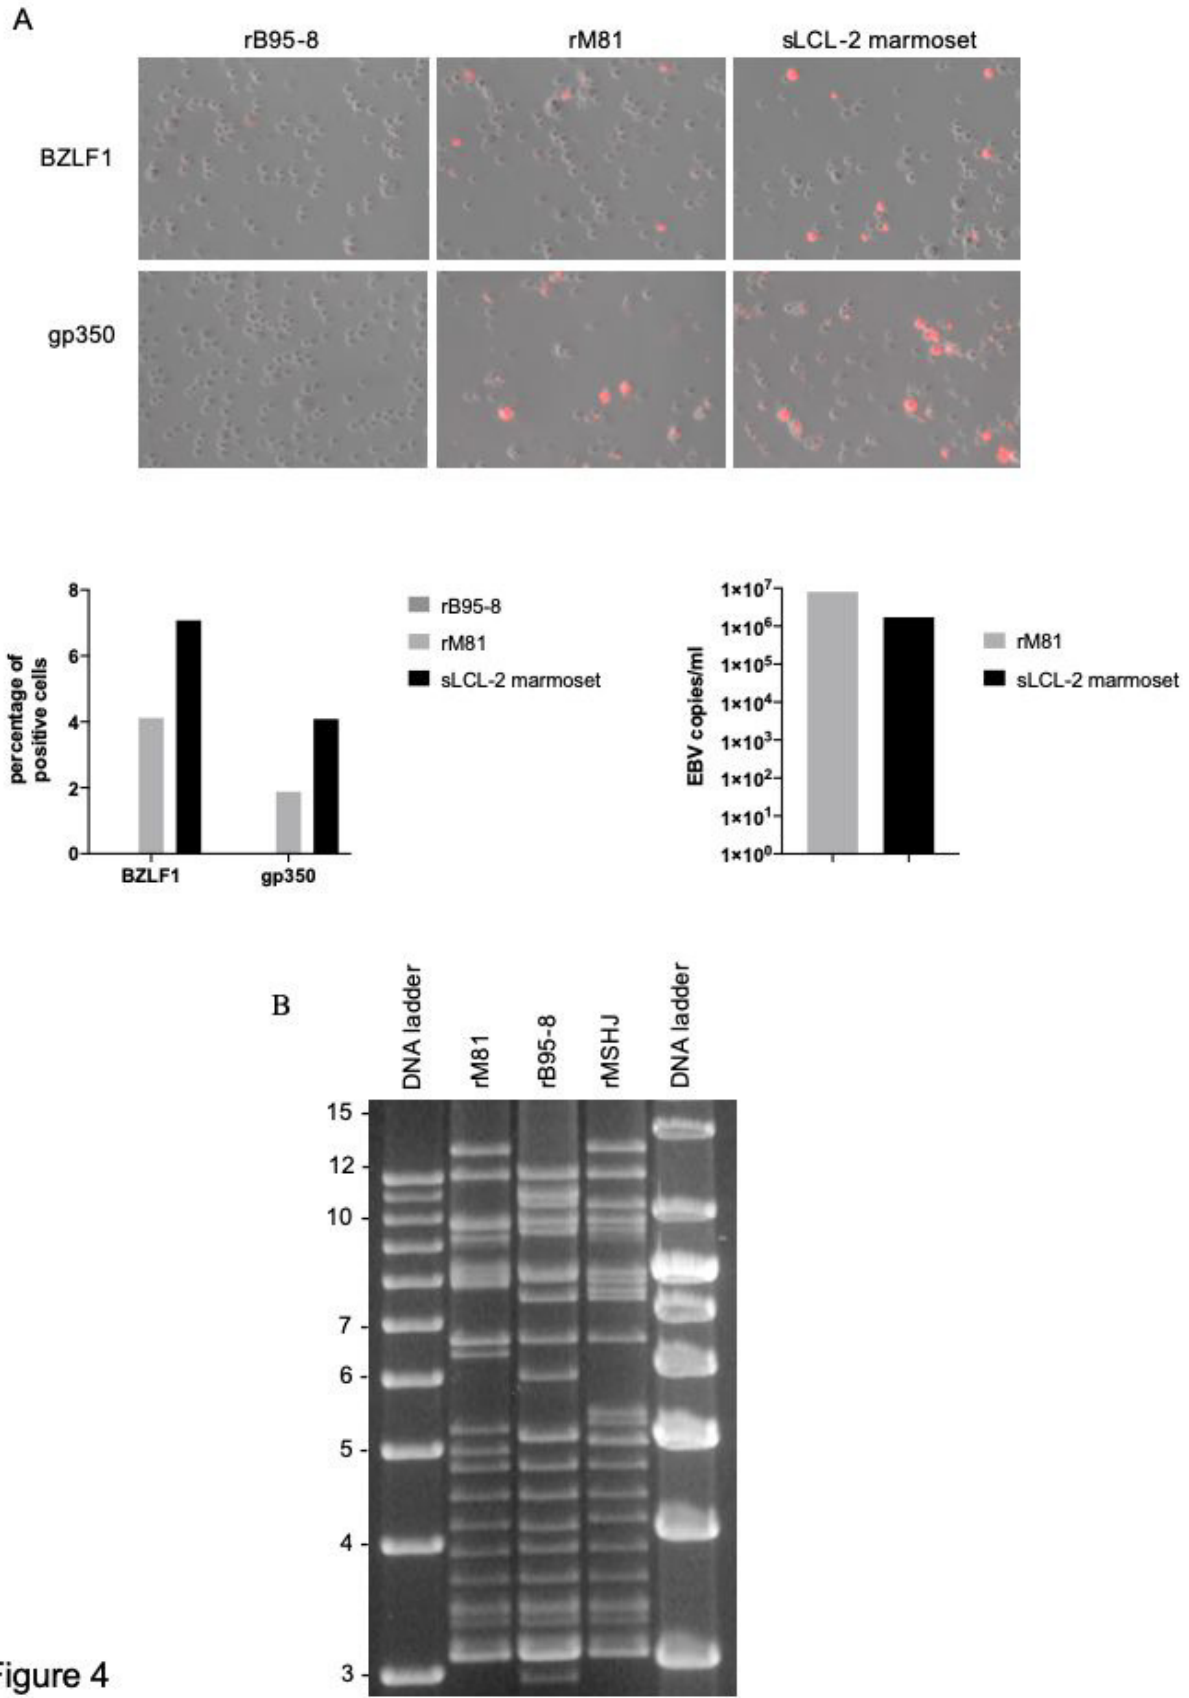 A
rB95-8 rM81 sLCL-2 marmoset
BZLF1
gp350
percentage of
positive cells
8
6
4
2
0
BZLF1 gp350
rB95-8
rM81
sLCL-2 marmoset
EBV copies/ml
1×10⁷
1×10⁶
1×10⁵
1×10⁴
1×10³
1×10²
1×10¹
1×10⁰
rM81
sLCL-2 marmoset
B
DNA ladder
rM81
rB95-8
rMSHJ
DNA ladder
15
12
10
7
6
5
4
3
igure 4